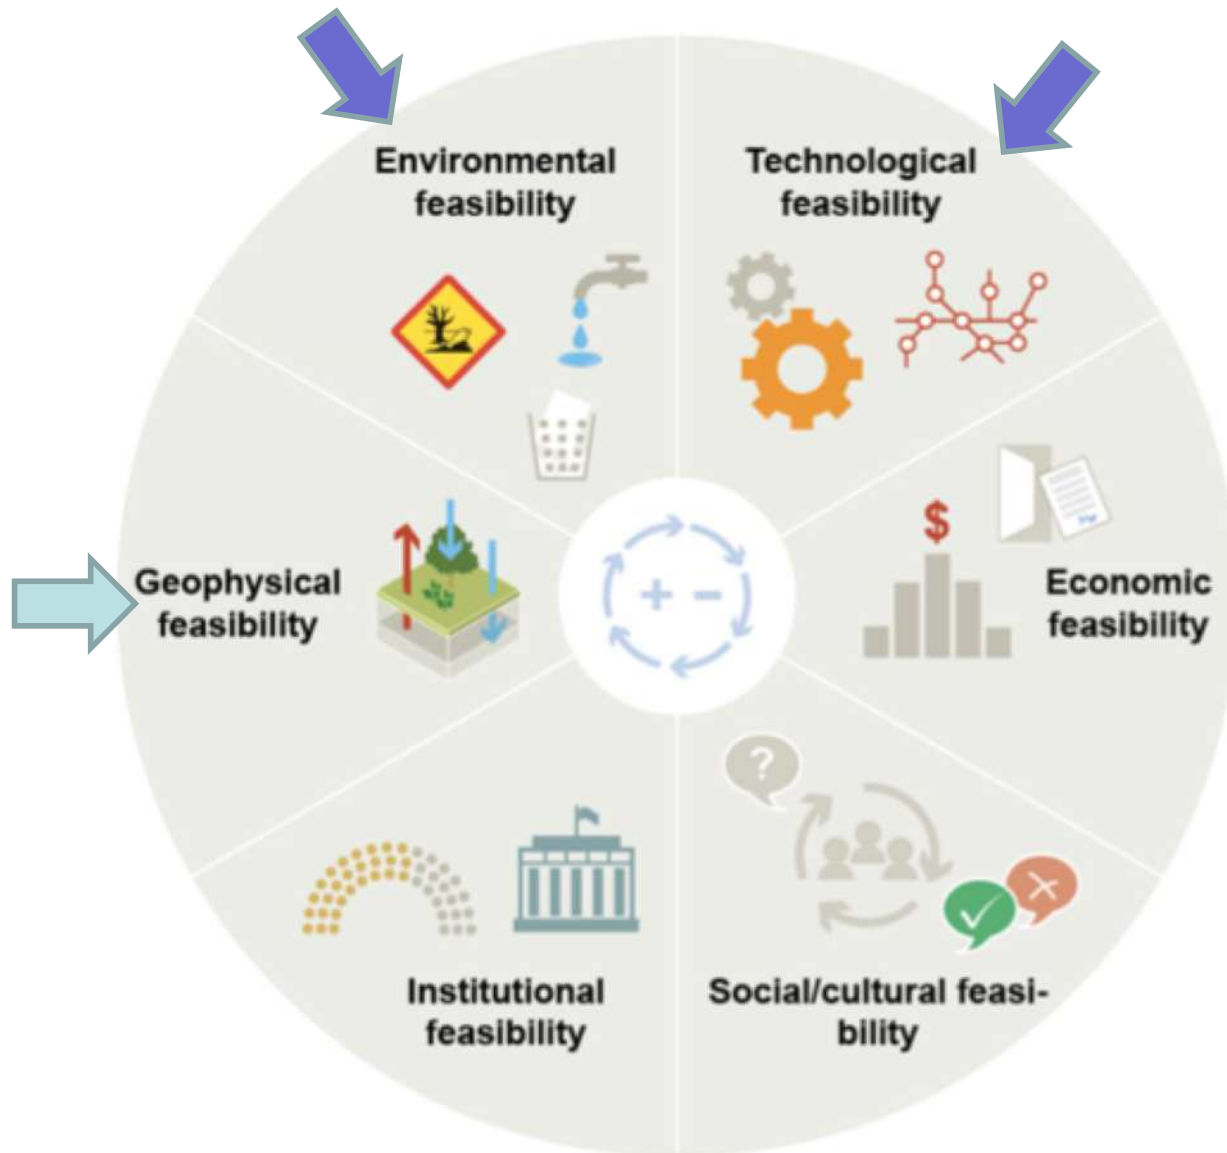 Environmental
feasibility
Technological
feasibility
$
Economic
feasibility
Geophysical
feasibility
+ −
?
Institutional
feasibility
Social/cultural feasi-
bility